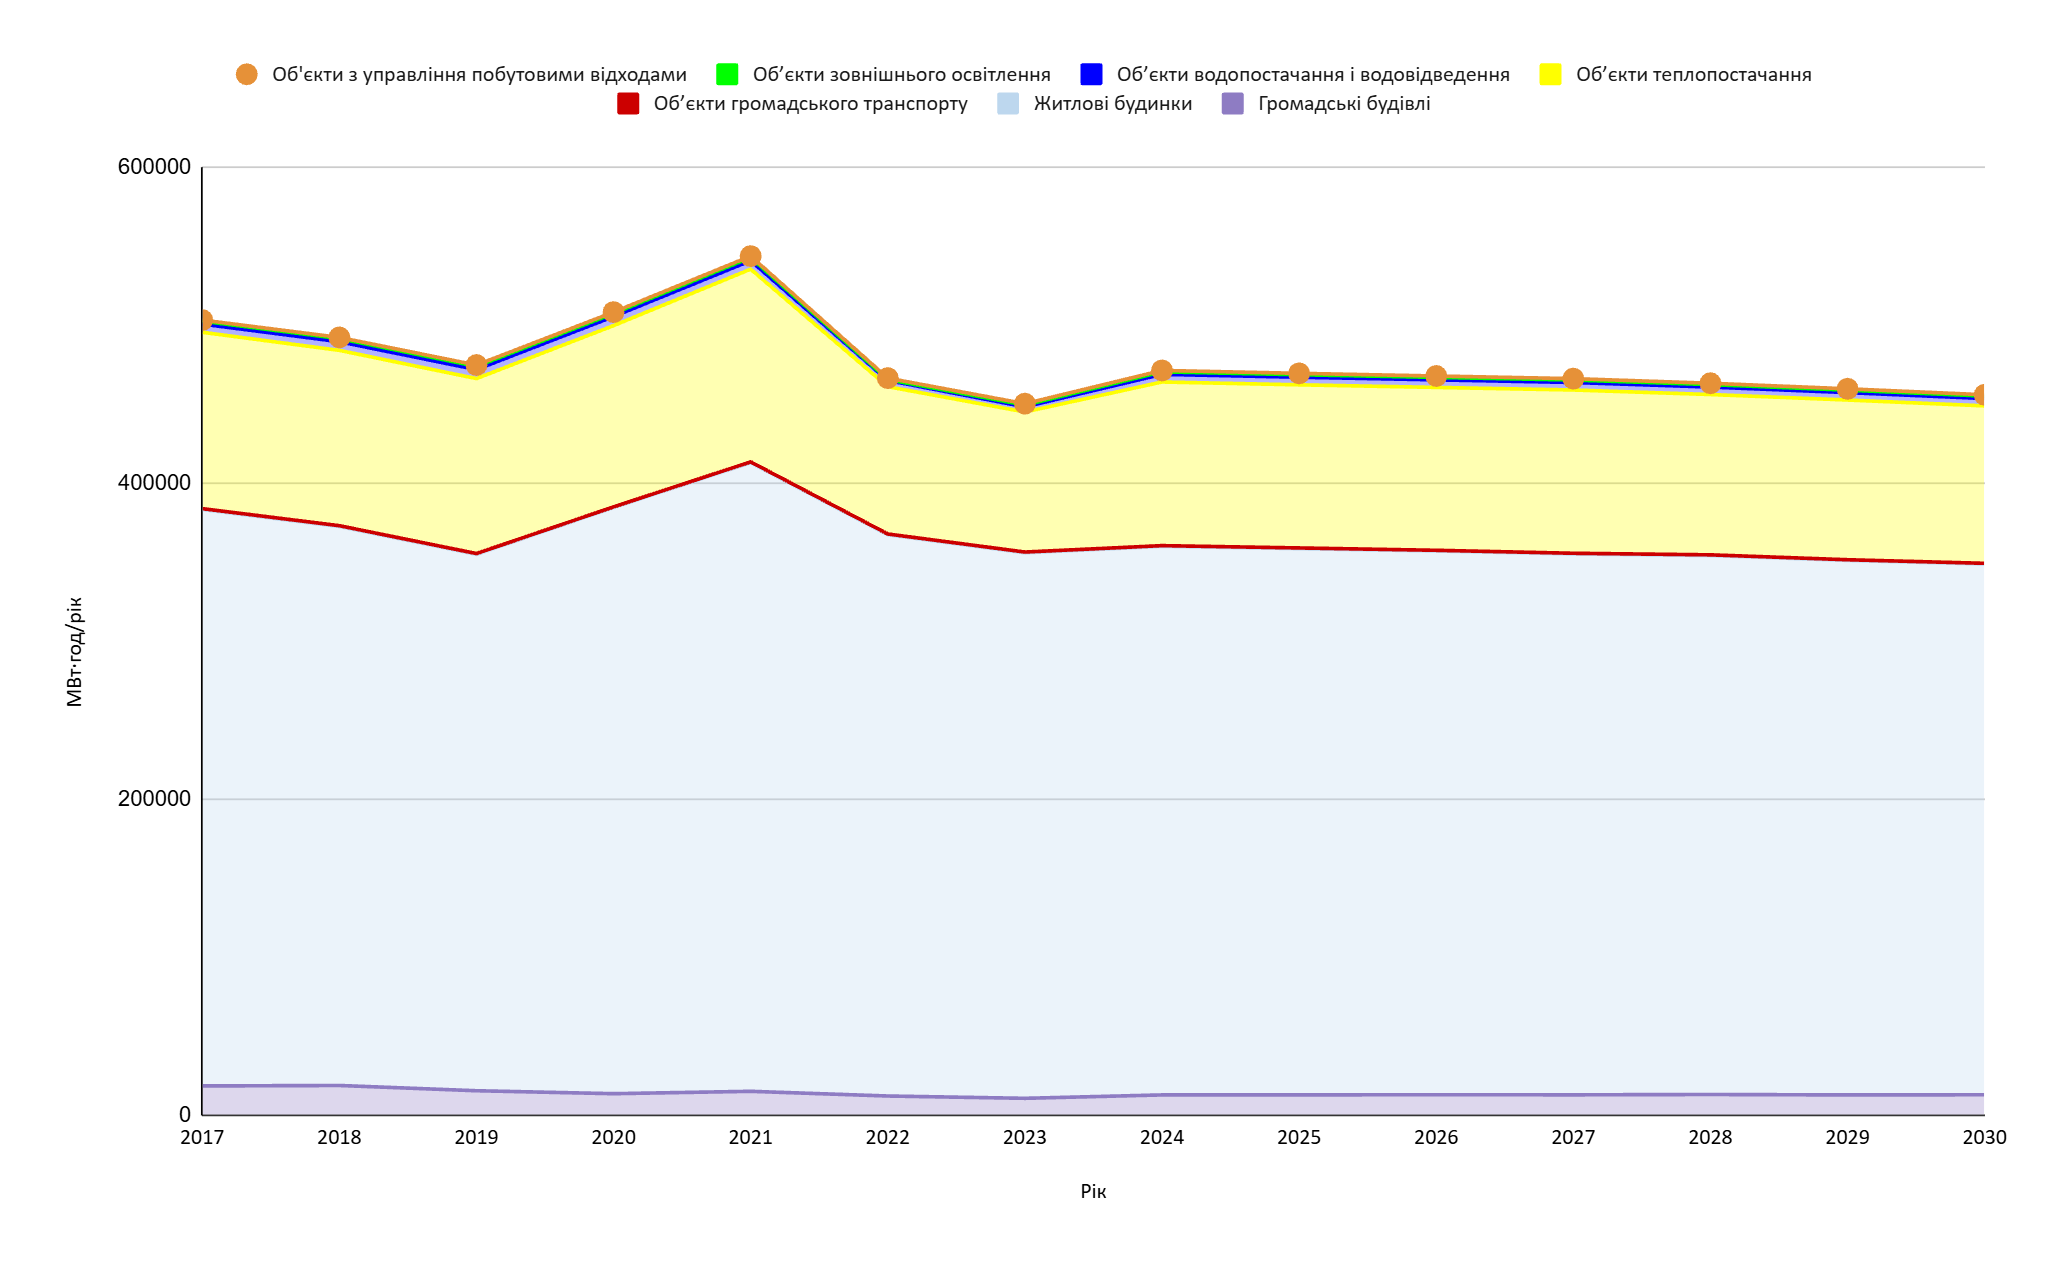 Об'єкти з управління побутовими відходами Об’єкти зовнішнього освітлення Об’єкти водопостачання і водовідведення Об’єкти теплопостачання
Об’єкти громадського транспорту Житлові будинки Громадські будівлі
600000
400000
200000
0
МВт·год/рік
2017 2018 2019 2020 2021 2022 2023 2024 2025 2026 2027 2028 2029 2030
Рік